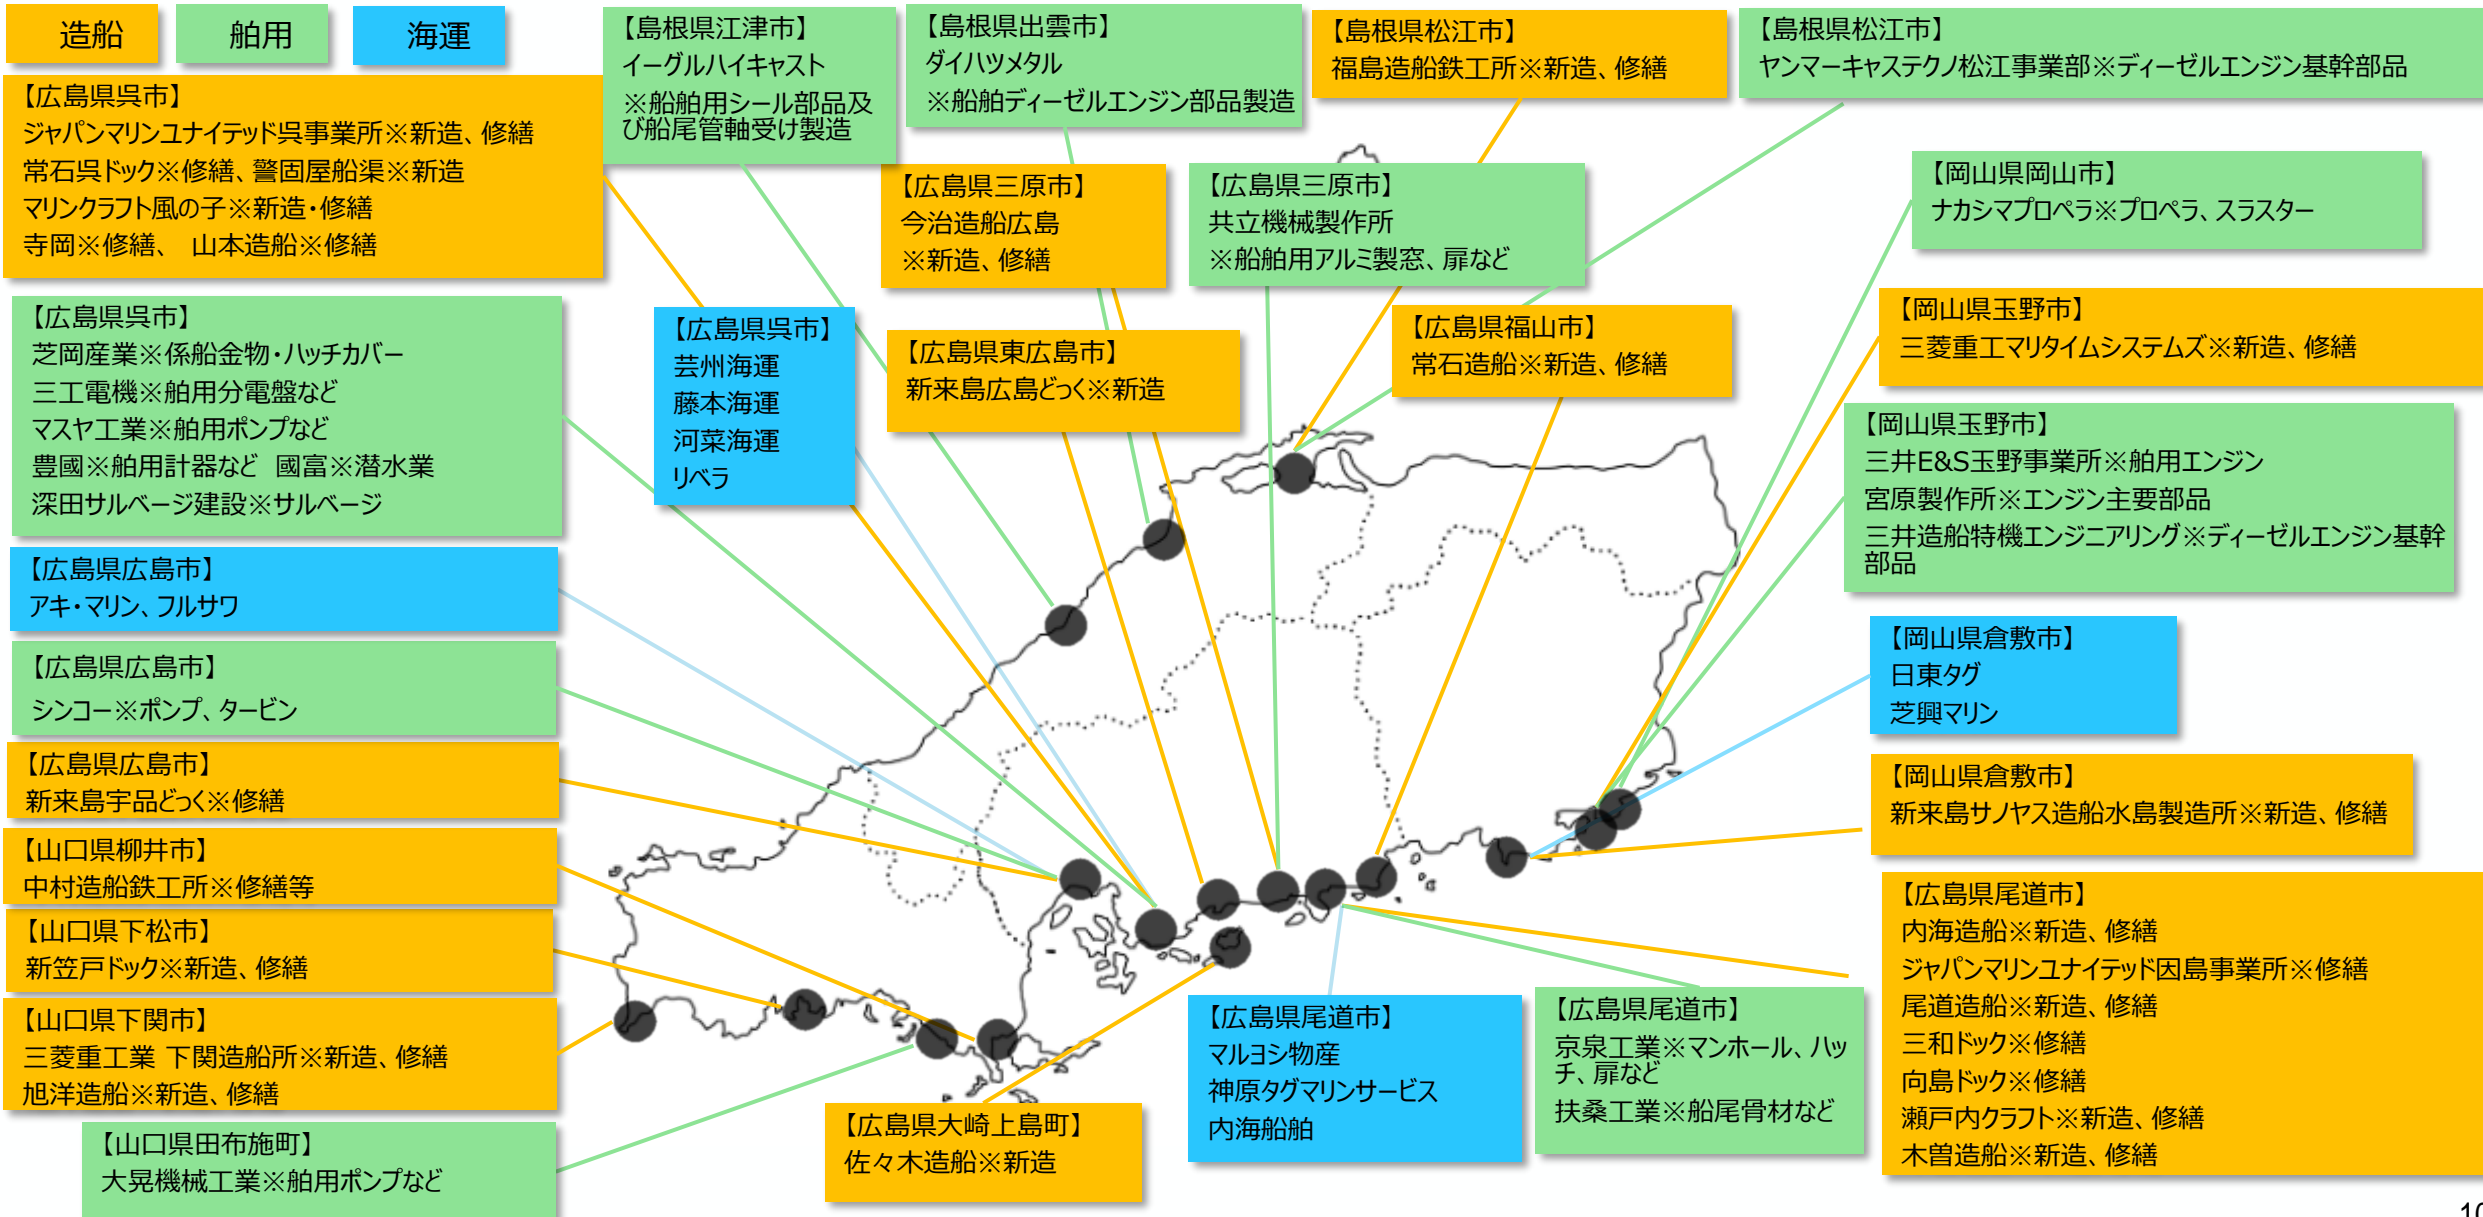 造船
舶用
海運
【広島県呉市】
ジャパンマリンユナイテッド呉事業所※新造、修繕
常石呉ドック※修繕、警固屋船渠※新造
マリンクラフト風の子※新造・修繕
寺岡※修繕、 山本造船※修繕
【島根県江津市】
イーグルハイキャスト
※船舶用シール部品及
び船尾管軸受け製造
【島根県出雲市】
ダイハツメタル
※船舶ディーゼルエンジン部品製造
【島根県松江市】
福島造船鉄工所※新造、修繕
【島根県松江市】
ヤンマーキャステクノ松江事業部※ディーゼルエンジン基幹部品
【広島県三原市】
今治造船広島
※新造、修繕
【広島県三原市】
共立機械製作所
※船舶用アルミ製窓、扉など
【岡山県岡山市】
ナカシマプロペラ※プロペラ、スラスター
【広島県呉市】
芝岡産業※係船金物・ハッチカバー
三工電機※舶用分電盤など
マスヤ工業※舶用ポンプなど
豊國※舶用計器など 國富※潜水業
深田サルベージ建設※サルベージ
【広島県呉市】
芸州海運
藤本海運
河菜海運
リベラ
【広島県東広島市】
新来島広島どっく※新造
【広島県福山市】
常石造船※新造、修繕
【岡山県玉野市】
三菱重工マリタイムシステムズ※新造、修繕
【岡山県玉野市】
三井E&S玉野事業所※舶用エンジン
宮原製作所※エンジン主要部品
三井造船特機エンジニアリング※ディーゼルエンジン基幹
部品
【広島県広島市】
アキ・マリン、フルサワ
【広島県広島市】
シンコー※ポンプ、タービン
【広島県広島市】
新来島宇品どっく※修繕
【岡山県倉敷市】
日東タグ
芝興マリン
【岡山県倉敷市】
新来島サノヤス造船水島製造所※新造、修繕
【山口県柳井市】
中村造船鉄工所※修繕等
【山口県下松市】
新笠戸ドック※新造、修繕
【山口県下関市】
三菱重工業 下関造船所※新造、修繕
旭洋造船※新造、修繕
【山口県田布施町】
大晃機械工業※舶用ポンプなど
【広島県大崎上島町】
佐々木造船※新造
【広島県尾道市】
マルヨシ物産
神原タグマリンサービス
内海船舶
【広島県尾道市】
京泉工業※マンホール、ハッ
チ、扉など
扶桑工業※船尾骨材など
【広島県尾道市】
内海造船※新造、修繕
ジャパンマリンユナイテッド因島事業所※修繕
尾道造船※新造、修繕
三和ドック※修繕
向島ドック※修繕
瀬戸内クラフト※新造、修繕
木曽造船※新造、修繕